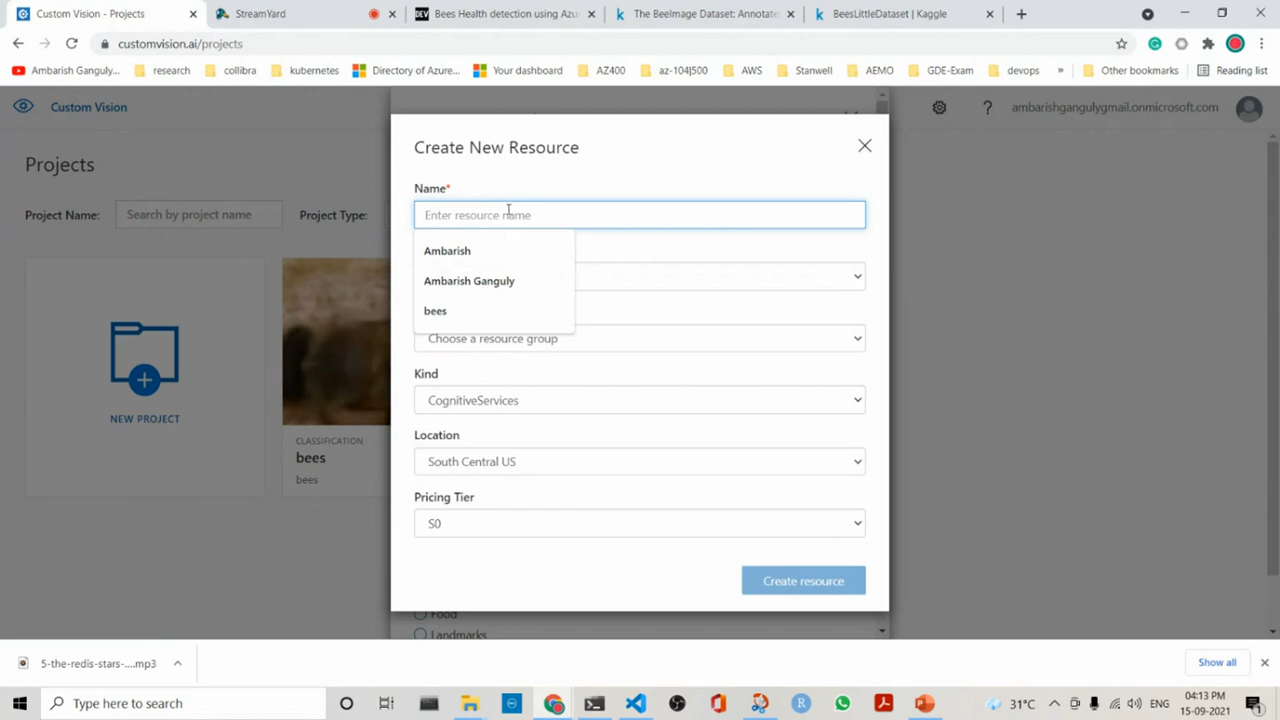 Custom Vision - Projects
StreamYard
Bees Health detection using Azu
The BeeImage Dataset: Annotate
BeesLittleDataset | Kaggle
customvision.ai/projects
Ambarish Ganguly...
research
collibra
kubernetes
Directory of Azure...
Your dashboard
AZ400
az-104J500
AWS
Stanwell
AEMO
GDE-Exam
devops
»
Other bookmarks
Reading list
Custom Vision
?
ambarishgangulygmail.onmicrosoft.com
Projects
Project Name:
Search by project name
Project Type:
NEW PROJECT
CLASSIFICATION
bees
bees
Create New Resource
Name*
Enter resource name
Ambarish
Ambarish Ganguly
bees
Choose a resource group
Kind
CognitiveServices
Location
South Central US
Pricing Tier
S0
Create resource
Food
Landmarks
5-the-redis-stars-....mp3
Show all
Type here to search
31°C
ENG
04:13 PM
15-09-2021